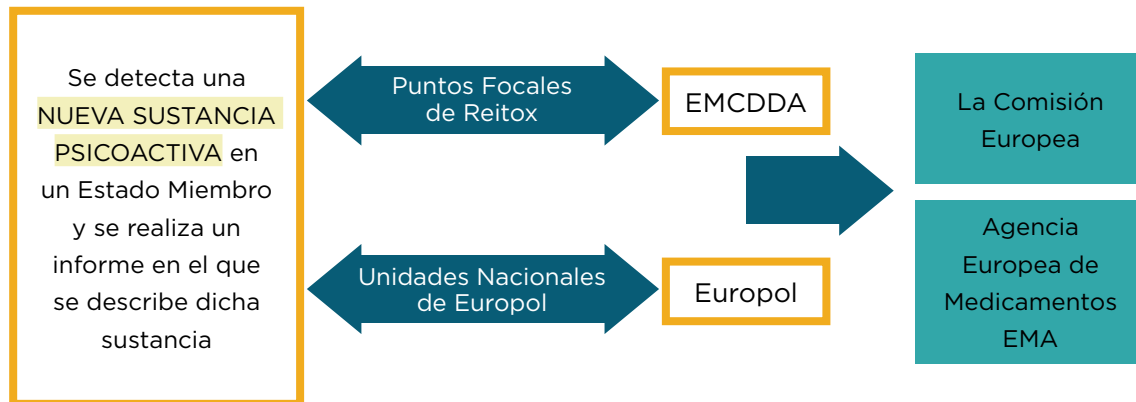 Se detecta una
NUEVA SUSTANCIA
PSICOACTIVA en
un Estado Miembro
y se realiza un
informe en el que
se describe dicha
sustancia
Puntos Focales
de Reitox
EMCDDA
Unidades Nacionales
de Europol
Europol
La Comisión
Europea
Agencia
Europea de
Medicamentos
EMA